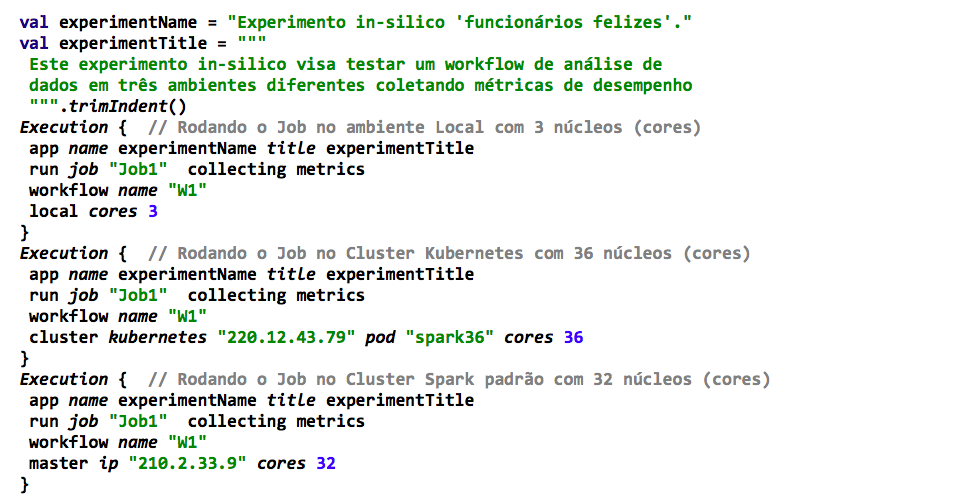 val experimentName = "Experimento in-silico 'funcionários felizes'."
val experimentTitle = """
 Este experimento in-silico visa testar um workflow de análise de
 dados em três ambientes diferentes coletando métricas de desempenho
 """.trimIndent()
Execution {  // Rodando o Job no ambiente Local com 3 núcleos (cores)
 app name experimentName title experimentTitle
 run job "Job1"  collecting metrics
 workflow name "W1"
 local cores 3
}
Execution {  // Rodando o Job no Cluster Kubernetes com 36 núcleos (cores)
 app name experimentName title experimentTitle
 run job "Job1"  collecting metrics
 workflow name "W1"
 cluster kubernetes "220.12.43.79" pod "spark36" cores 36
}
Execution {  // Rodando o Job no Cluster Spark padrão com 32 núcleos (cores)
 app name experimentName title experimentTitle
 run job "Job1"  collecting metrics
 workflow name "W1"
 master ip "210.2.33.9" cores 32
}